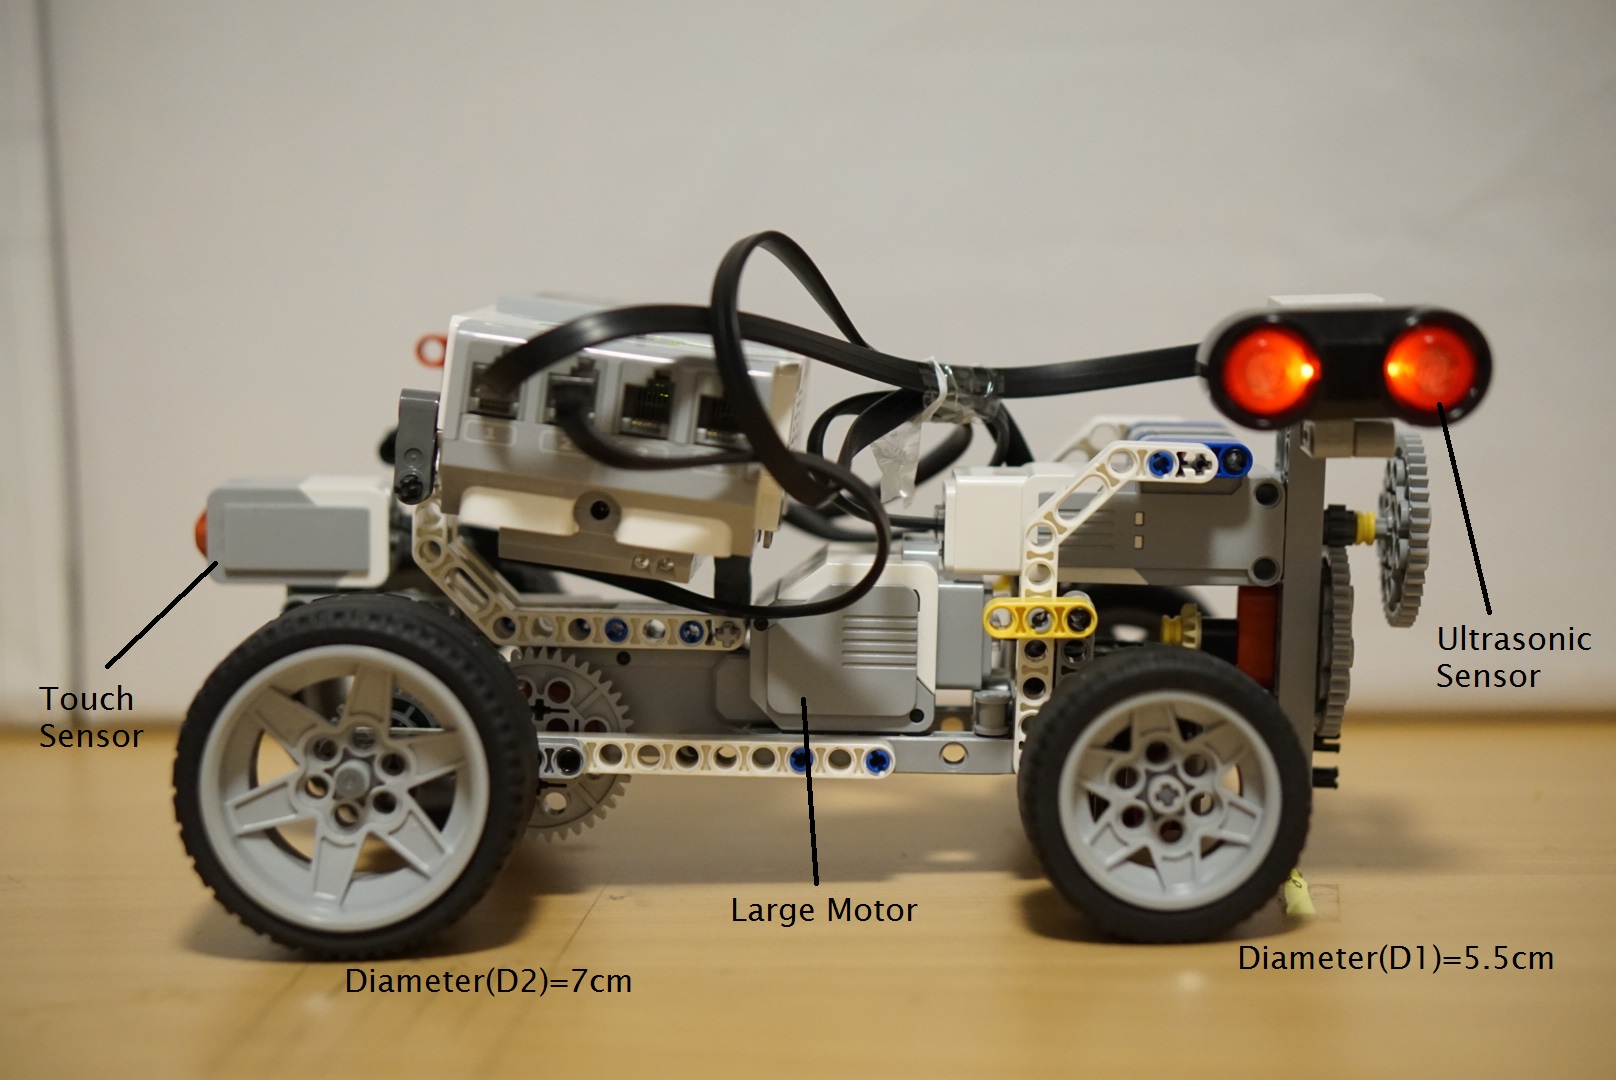 Touch
Sensor
Ultrasonic
Sensor
Large Motor
Diameter(D2)=7cm
Diameter(D1)=5.5cm